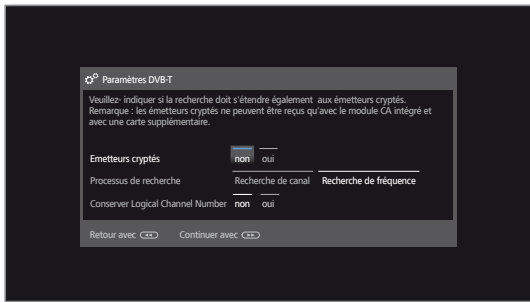 Paramètres DVB-T
Veuillez- indiquer si la recherche doit s'étendre également aux émetteurs cryptés.
Remarque : les émetteurs cryptés ne peuvent être reçus qu'avec le module CA intégré et
avec une carte supplémentaire.
Emetteurs cryptés non oui
Processus de recherche Recherche de canal Recherche de fréquence
Conserver Logical Channel Number non oui
Retour avec Continuer avec